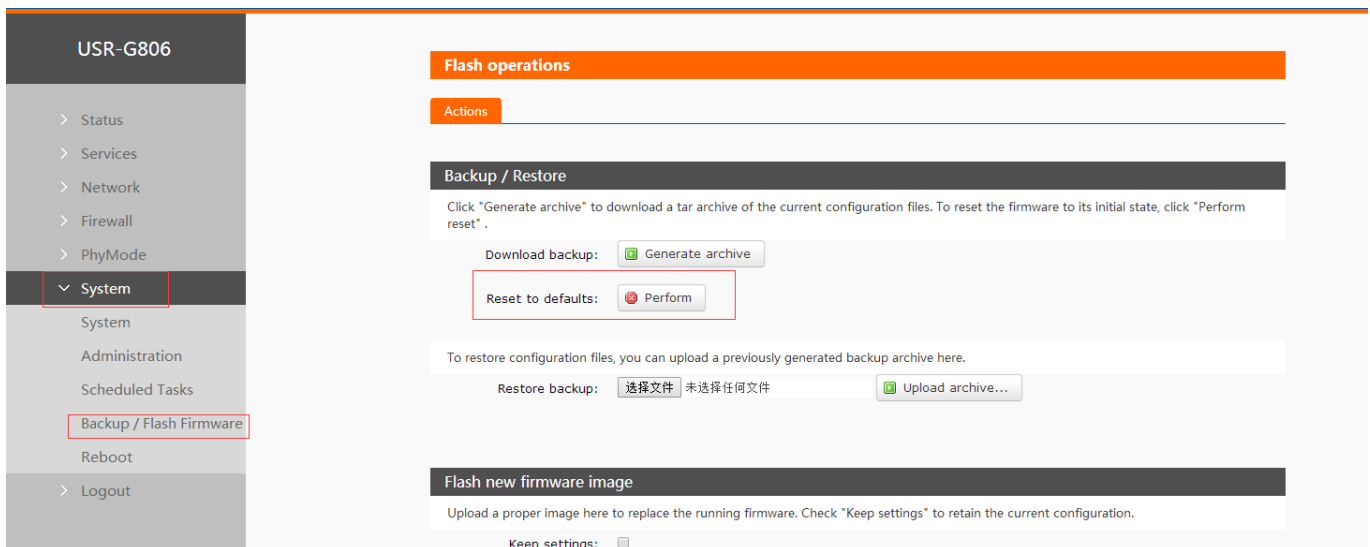 USR-G806
Status
Services
Network
Firewall
PhyMode
System
System
Administration
Scheduled Tasks
Backup / Flash Firmware
Reboot
Logout
Flash operations
Actions
Backup / Restore
Click "Generate archive" to download a tar archive of the current configuration files. To reset the firmware to its initial state, click "Perform
reset" .
Download backup: Generate archive
Reset to defaults: Perform
To restore configuration files, you can upload a previously generated backup archive here.
Restore backup: 选择文件 未选择任何文件 Upload archive...
Flash new firmware image
Upload a proper image here to replace the running firmware. Check "Keep settings" to retain the current configuration.
Keep settings: